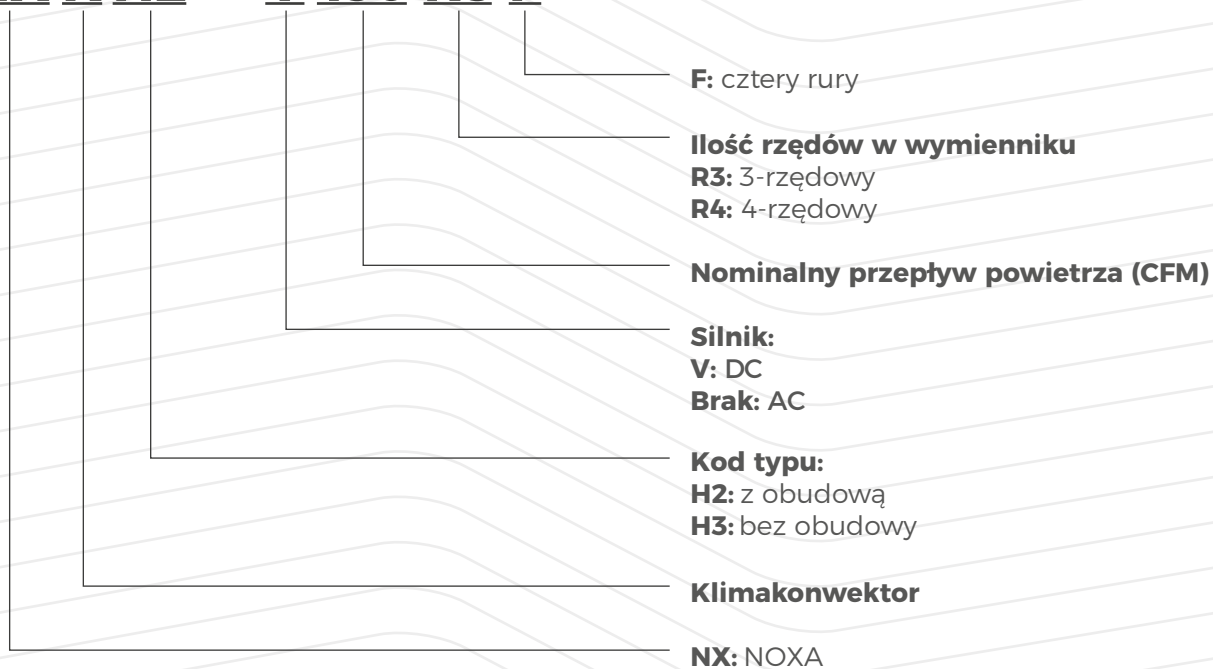 F: cztery rury
Ilość rzędów w wymienniku
R3: 3-rzędowy
R4: 4-rzędowy
Nominalny przepływ powietrza (CFM)
Silnik:
V: DC
Brak: AC
Kod typu:
H2: z obudową
H3: bez obudowy
Klimakonwektor
NX: NOXA